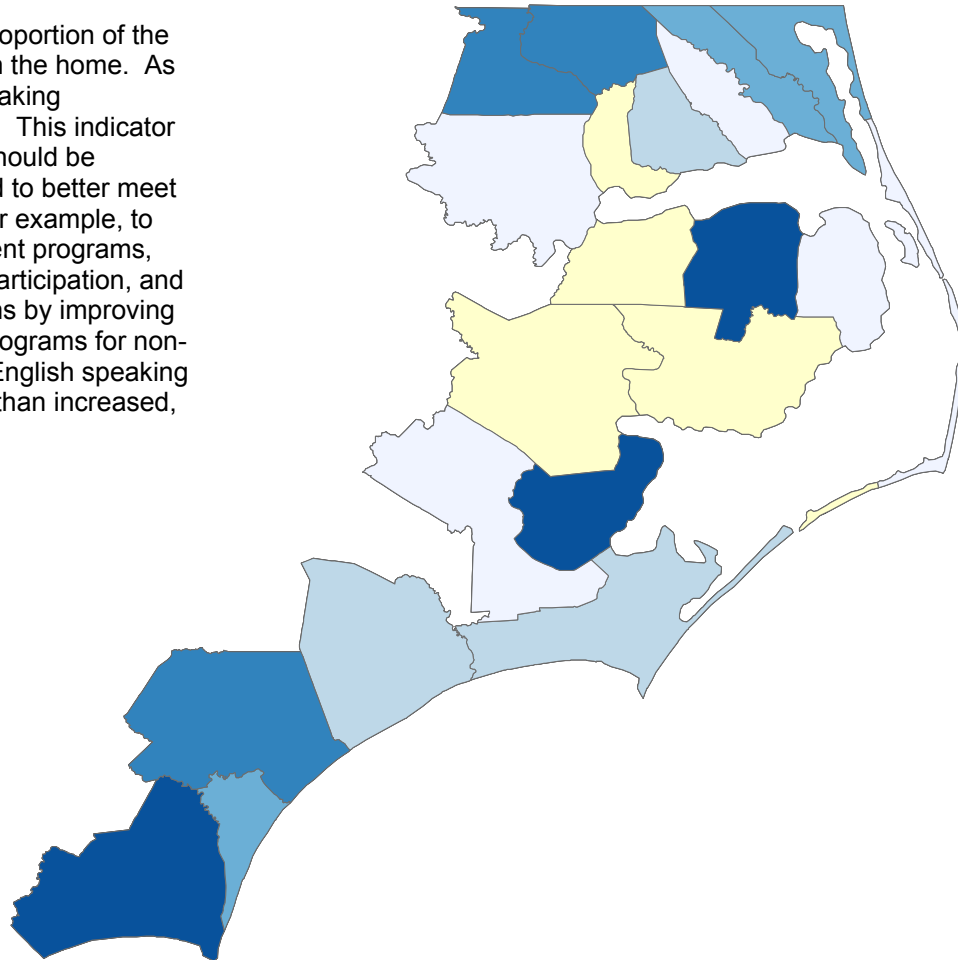 oportion of the
n the home. As
aking
This indicator
hould be
d to better meet
r example, to
ent programs,
articipation, and
ns by improving
ograms for non-
English speaking
than increased,